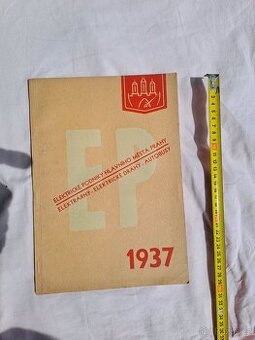 EP
ELEKTRICKÉ PODNIKY HLAVNÍHO MĚSTA PRAHY
ELEKTRÁRNY . ELEKTRICKÉ DRÁHY . AUTOBUSY
1937